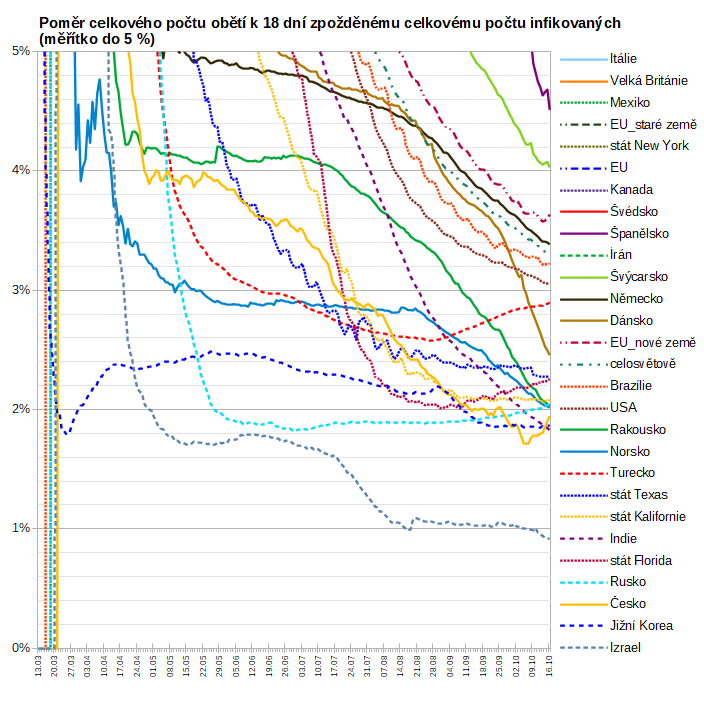 Poměr celkového počtu obětí k 18 dní zpožděnému celkovému počtu infikovaných
(měřítko do 5 %)
5%
4%
3%
2%
1%
0%
13.03
20.03
27.03
03.04
10.04
17.04
24.04
01.05
08.05
15.05
22.05
29.05
05.06
12.06
19.06
26.06
03.07
10.07
17.07
24.07
31.07
07.08
14.08
21.08
28.08
04.09
11.09
18.09
25.09
02.10
09.10
16.10
Itálie
Velká Británie
Mexiko
EU_staré země
stát New York
EU
Kanada
Švédsko
Španělsko
Írán
Švýcarsko
Německo
Dánsko
EU_nové země
celosvětově
Brazílie
USA
Rakousko
Norsko
Turecko
stát Texas
stát Kalifornie
Indie
stát Florida
Rusko
Česko
Jižní Korea
Izrael